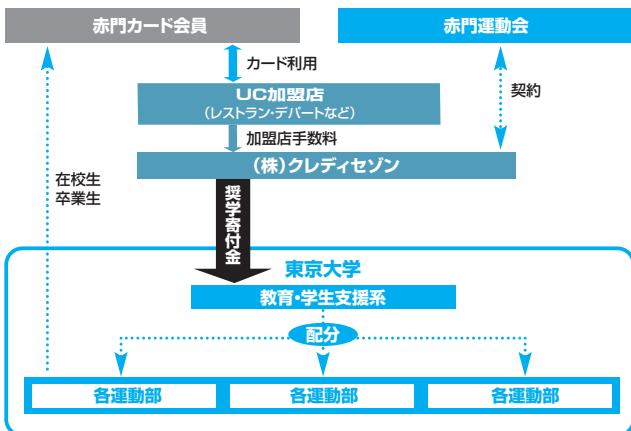 赤門カード会員
赤門運動会
カード利用
UC加盟店
(レストラン・デパートなど)
契約
加盟店手数料
(株)クレディセゾン
在校生
卒業生
奨学寄付金
東京大学
教育・学生支援系
配分
各運動部
各運動部
各運動部